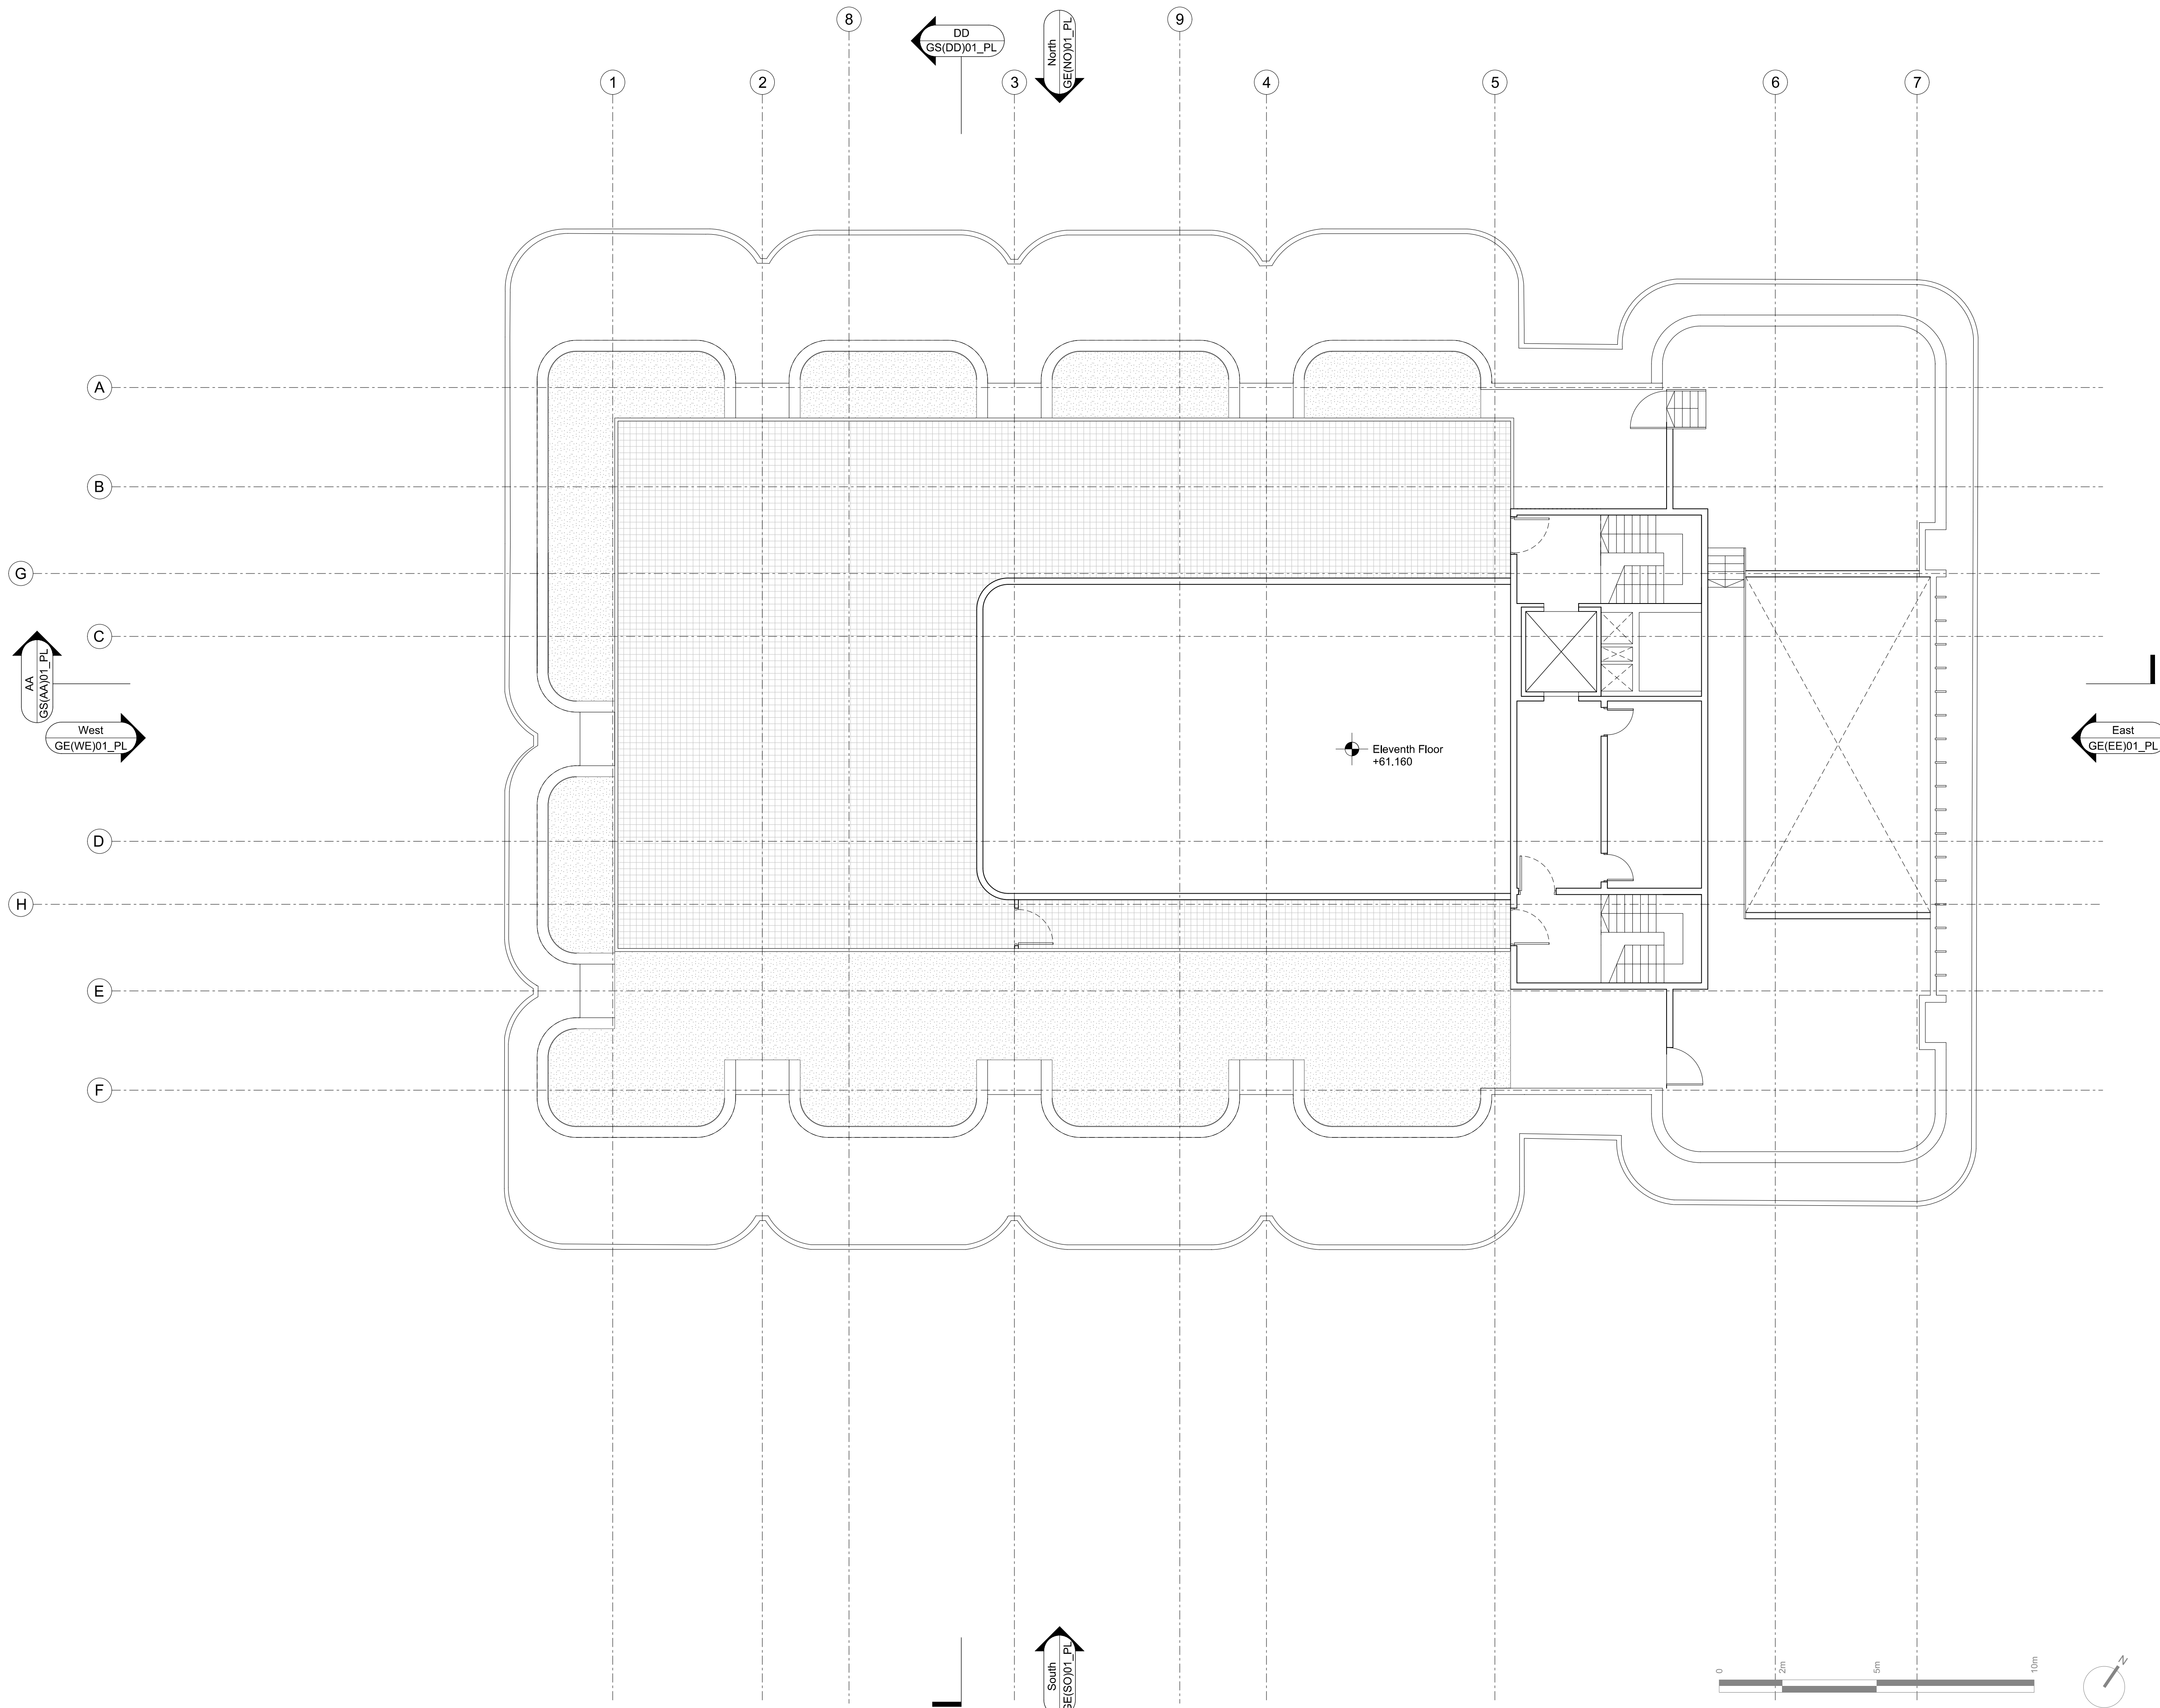 8
9
DD
GS(DD)01_PL
North
GE(NO)01_PL
1
2
3
4
5
6
7
A
B
G
C
AA
GS(AA)01_PL
West
GE(WE)01_PL
East
GE(EE)01_PL
Eleventh Floor
+61.160
D
H
E
F
South
GE(SO)01_PL
0
2m
5m
10m
N